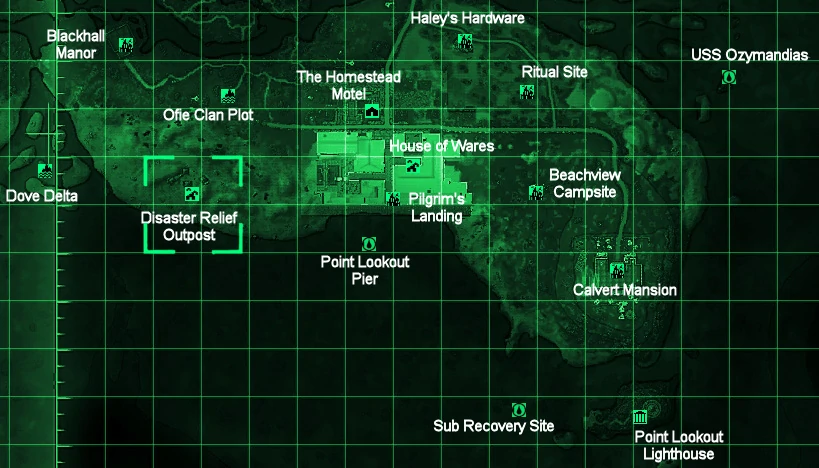 Haley's Hardware
Blackhall
Manor
USS Ozymandias
The Homestead
Motel
Ritual Site
Ofie Clan Plot
House of Wares
Beachview
Campsite
Dove Delta
Pilgrim's
Landing
Disaster Relief
Outpost
Point Lookout
Pier
Calvert Mansion
Sub Recovery Site
Point Lookout
Lighthouse